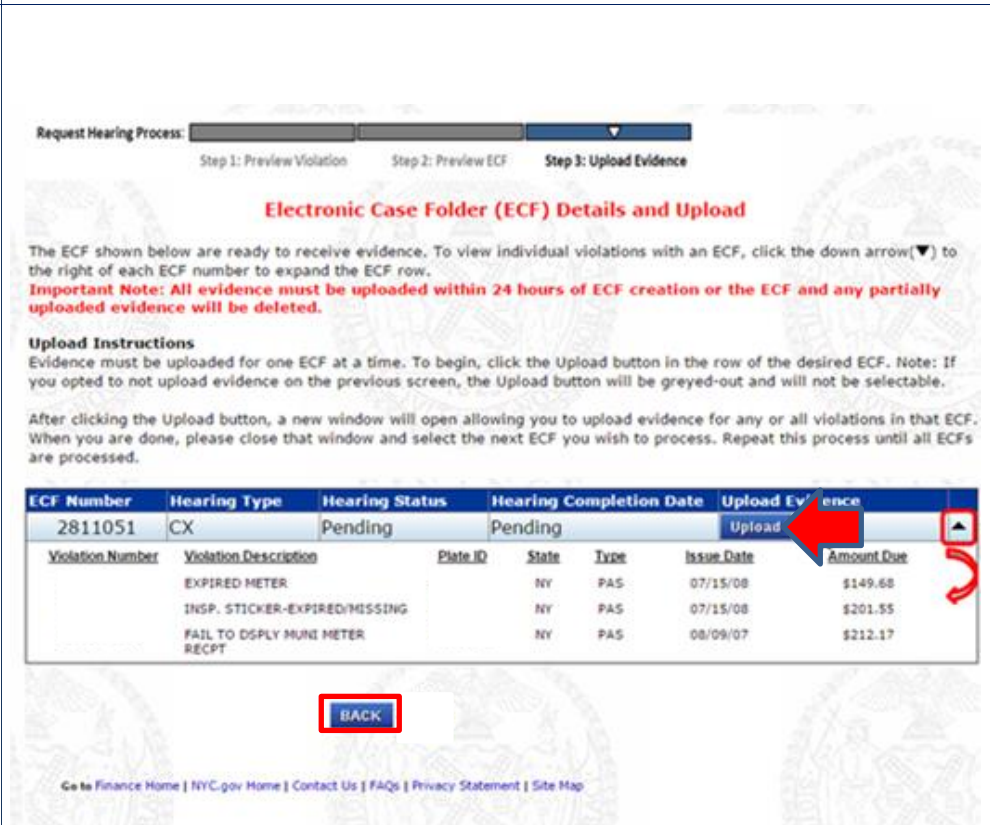 Request Hearing Process:
Step 1: Preview Violation Step 2: Preview ECF Step 3: Upload Evidence
Electronic Case Folder (ECF) Details and Upload
The ECF shown below are ready to receive evidence. To view individual violations with an ECF, click the down arrow(▼) to
the right of each ECF number to expand the ECF row.
Important Note: All evidence must be uploaded within 24 hours of ECF creation or the ECF and any partially
uploaded evidence will be deleted.
Upload Instructions
Evidence must be uploaded for one ECF at a time. To begin, click the Upload button in the row of the desired ECF. Note: If
you opted to not upload evidence on the previous screen, the Upload button will be greyed-out and will not be selectable.
After clicking the Upload button, a new window will open allowing you to upload evidence for any or all violations in that ECF.
When you are done, please close that window and select the next ECF you wish to process. Repeat this process until all ECFs
are processed.
ECF Number Hearing Type Hearing Status Hearing Completion Date Upload Evidence
2811051 CX Pending Pending Upload
Violation Number Violation Description Plate ID State Type Issue Date Amount Due
EXPIRED METER NY PAS 07/15/08 $149.68
INSP. STICKER-EXPIRED/MISSING NY PAS 07/15/08 $201.55
FAIL TO DSPLY MUNI METER NY PAS 08/09/07 $212.17
RECPT
BACK
Go to Finance Home | NYC.gov Home | Contact Us | FAQs | Privacy Statement | Site Map